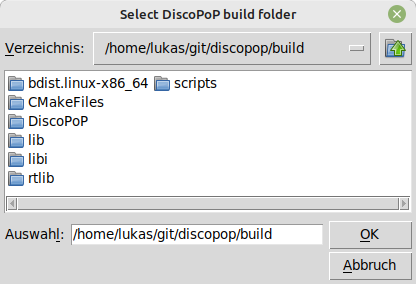 Select DiscoPoP build folder
Verzeichnis: /home/lukas/git/discopop/build
bdist.linux-x86_64 scripts
CMakeFiles
DiscoPoP
lib
libi
rtlib
Auswahl: /home/lukas/git/discopop/build
OK
Abbruch